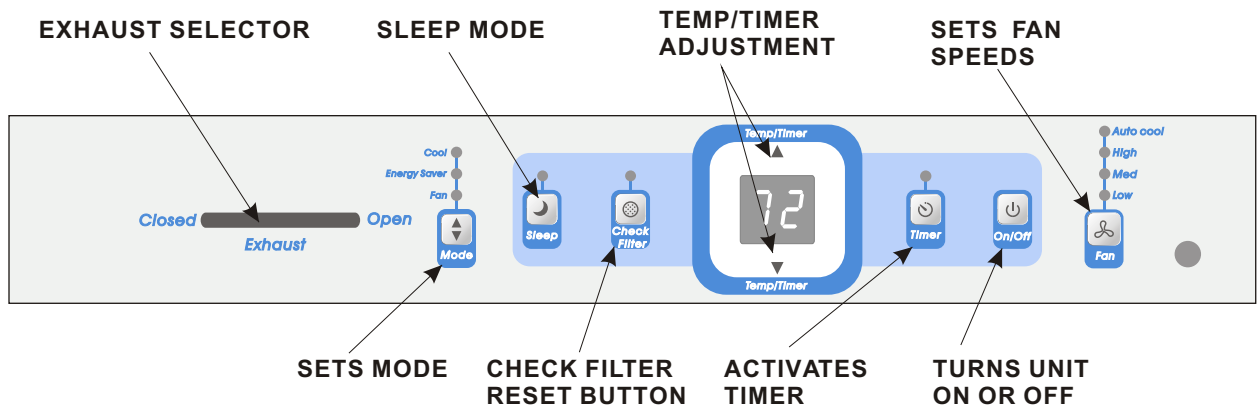 EXHAUST SELECTOR
SLEEP MODE
TEMP/TIMER
ADJUSTMENT
SETS FAN
SPEEDS
Closed
Exhaust
Open
Cool
Energy Saver
Fan
Mode
Sleep
Check
Filter
Temp/Timer
72
Temp/Timer
Timer
On/Off
Auto cool
High
Med
Low
Fan
SETS MODE
CHECK FILTER
RESET BUTTON
ACTIVATES
TIMER
TURNS UNIT
ON OR OFF